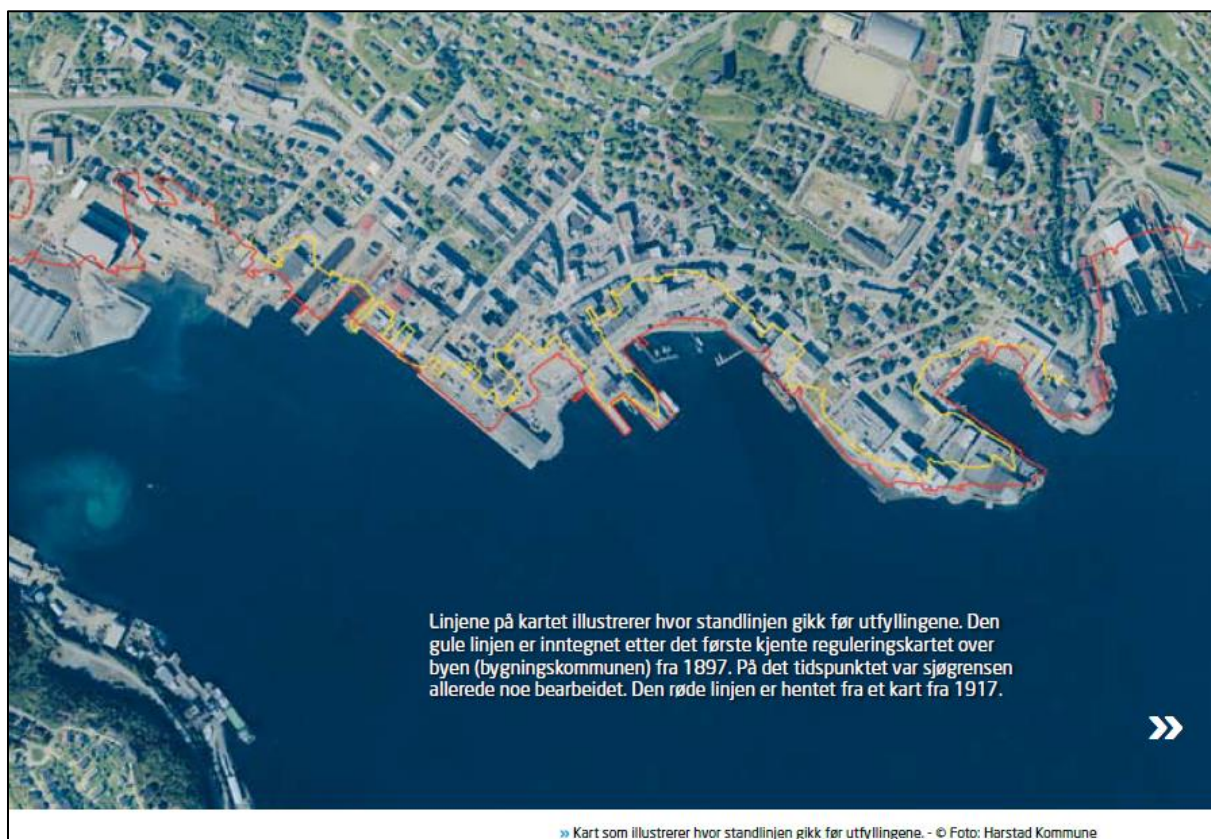 Linjene på kartet illustrerer hvor standlinjen gikk før utfyllingene. Den
gule linjen er inntegnet etter det første kjente reguleringskartet over
byen (bygningskommunen) fra 1897. På det tidspunktet var sjøgrensen
allerede noe bearbeidet. Den røde linjen er hentet fra et kart fra 1917.
»
» Kart som illustrerer hvor standlinjen gikk før utfyllingene. - © Foto: Harstad Kommune